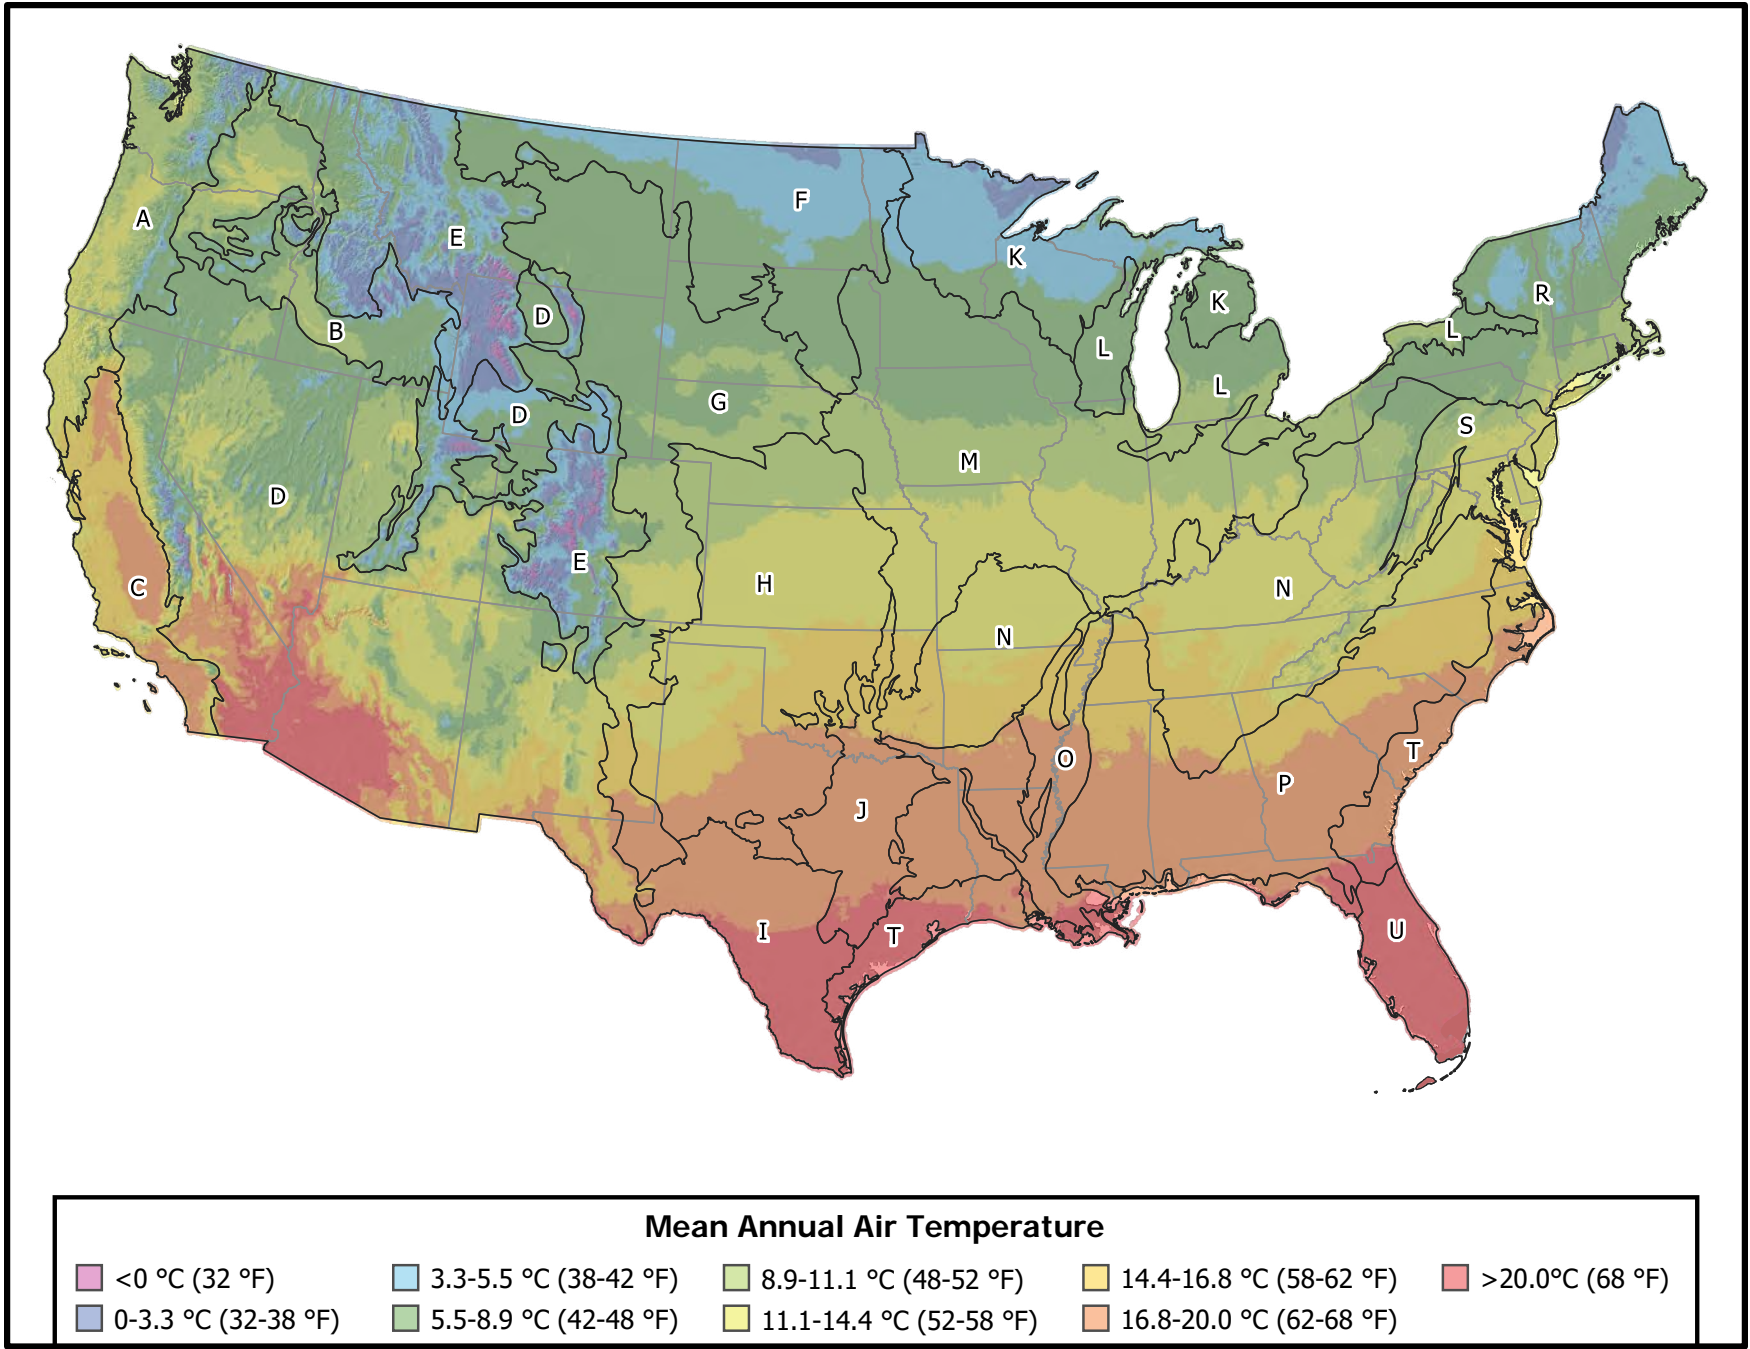 A
F
E
K
K
R
D
B
L
L
L
D
G
S
M
D
E
C
H
N
N
O
P
T
J
I
T
U
Mean Annual Air Temperature
<0 °C (32 °F)
3.3-5.5 °C (38-42 °F)
8.9-11.1 °C (48-52 °F)
14.4-16.8 °C (58-62 °F)
>20.0°C (68 °F)
0-3.3 °C (32-38 °F)
5.5-8.9 °C (42-48 °F)
11.1-14.4 °C (52-58 °F)
16.8-20.0 °C (62-68 °F)